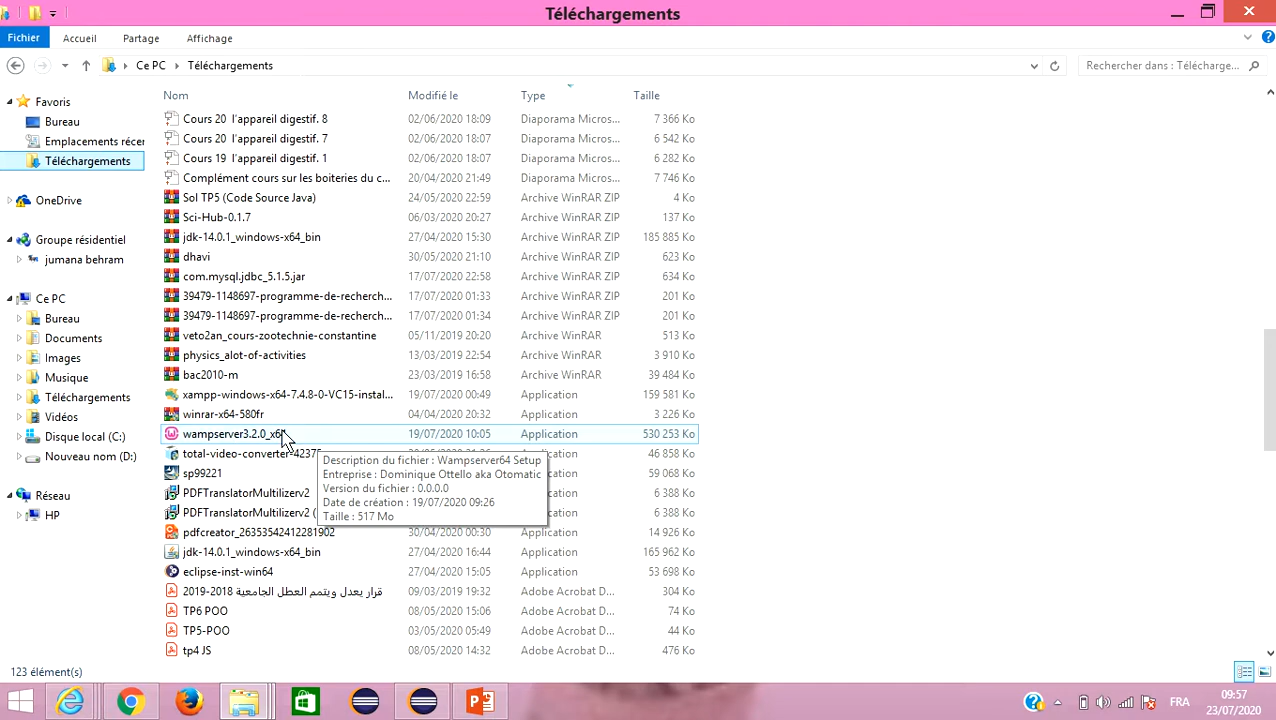 Téléchargements
Fichier Accueil Partage Affichage
Ce PC Téléchargements Rechercher dans : Télécharge...
Favoris
Bureau
Emplacements récer
Téléchargements
OneDrive
Groupe résidentiel
jumana behram
Ce PC
Bureau
Documents
Images
Musique
Téléchargements
Vidéos
Disque local (C:)
Nouveau nom (D:)
Réseau
HP
Nom Modifié le Type Taille
Cours 20 l'appareil digestif. 8 02/06/2020 18:09 Diaporama Micros... 7 366 Ko
Cours 20 l'appareil digestif. 7 02/06/2020 18:07 Diaporama Micros... 6 542 Ko
Cours 19 l'appareil digestif. 1 02/06/2020 18:07 Diaporama Micros... 6 282 Ko
Complément cours sur les boiteries du c... 20/04/2020 21:49 Diaporama Micros... 7 746 Ko
Sol TP5 (Code Source Java) 24/05/2020 22:59 Archive WinRAR ZIP 4 Ko
Sci-Hub-0.1.7 06/03/2020 20:27 Archive WinRAR ZIP 137 Ko
jdk-14.0.1_windows-x64_bin 27/04/2020 15:30 Archive WinRAR ZIP 185 885 Ko
dhavi 30/05/2020 21:10 Archive WinRAR ZIP 623 Ko
com.mysql.jdbc_5.1.5.jar 17/07/2020 22:58 Archive WinRAR ZIP 634 Ko
39479-1148697-programme-de-recherch... 17/07/2020 01:33 Archive WinRAR ZIP 201 Ko
39479-1148697-programme-de-recherch... 17/07/2020 01:34 Archive WinRAR ZIP 201 Ko
veto2an_cours-zootechnie-constantine 05/11/2019 20:20 Archive WinRAR 513 Ko
physics_alot-of-activities 13/03/2019 22:54 Archive WinRAR 3 910 Ko
bac2010-m 23/03/2019 16:58 Archive WinRAR 39 484 Ko
xampp-windows-x64-7.4.8-0-VC15-instal... 19/07/2020 00:49 Application 159 581 Ko
winrar-x64-580fr 04/04/2020 20:32 Application 3 226 Ko
wampserver3.2.0_x6 19/07/2020 10:05 Application 530 253 Ko
total-video-converter- Application 46 858 Ko
sp99221 Application 59 068 Ko
PDFTranslatorMultilizerv2 Application 6 388 Ko
PDFTranslatorMultilizerv2 ( Application 6 388 Ko
Description du fichier : Wampserver64 Setup
Entreprise : Dominique Ottello aka Otomatic
Version du fichier : 0.0.0.0
Date de création : 19/07/2020 09:26
Taille : 517 Mo
pdfcreator_26353542412281902 30/04/2020 00:30 Application 14 926 Ko
jdk-14.0.1_windows-x64_bin 27/04/2020 16:44 Application 165 962 Ko
eclipse-inst-win64 27/04/2020 15:05 Application 53 698 Ko
قرار يعدل ويتمم العطل الجامعية 2018-2019 09/03/2019 19:32 Adobe Acrobat D... 304 Ko
TP6 POO 08/05/2020 15:06 Adobe Acrobat D... 74 Ko
TP5-POO 03/05/2020 05:49 Adobe Acrobat D... 44 Ko
tp4 JS 08/05/2020 14:32 Adobe Acrobat D... 476 Ko
123 élément(s)
FRA 09:57
23/07/2020